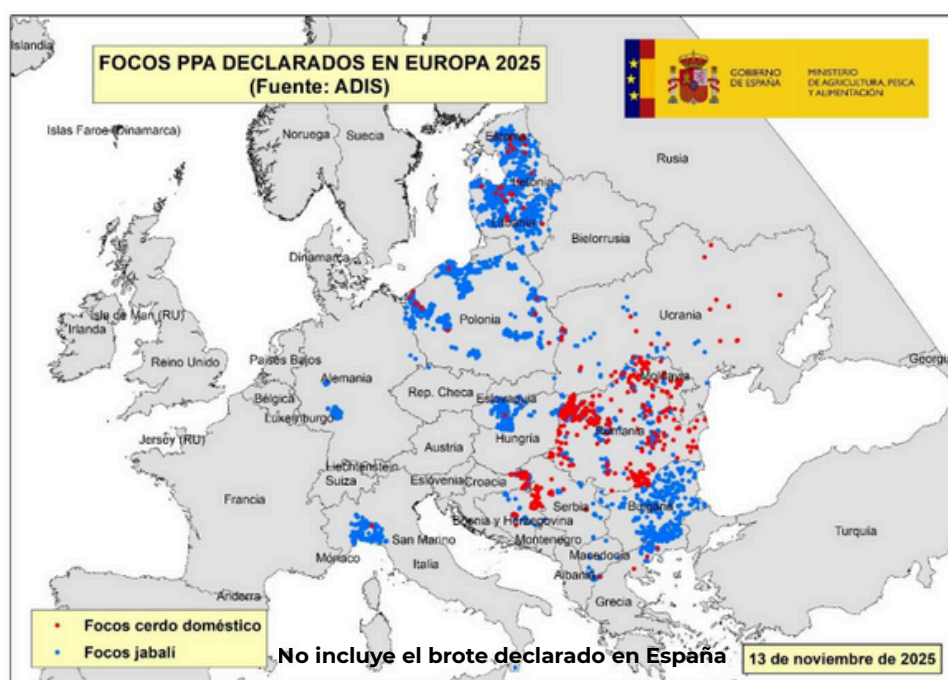 Islandia
FOCOS PPA DECLARADOS EN EUROPA 2025
(Fuente: ADIS)
GOBIERNO
DE ESPAÑA
MINISTERIO
DE AGRICULTURA, PESCA
Y ALIMENTACIÓN
Islas Faroe (Dinamarca)
Noruega
Suecia
Estonia
Rusia
Letonia
Lituania
Bielorrusia
Dinamarca
Isla de Man (RU)
Irlanda
Polonia
Ucrania
Reino Unido
Países Bajos
Georgia
Alemania
Moldavia
Bélgica
Rep. Checa
Eslovaquia
Luxemburgo
Jersey (RU)
Hungría
Rumanía
Austria
Liechtenstein
Suiza
Eslovenia
Croacia
Francia
Serbia
Bulgaria
Bosnia y Herzegovina
Turquía
San Marino
Montenegro
Mónaco
Italia
Macedonia
Albania
Andorra
Grecia
Focos cerdo doméstico
Focos jabalí
No incluye el brote declarado en España
13 de noviembre de 2025